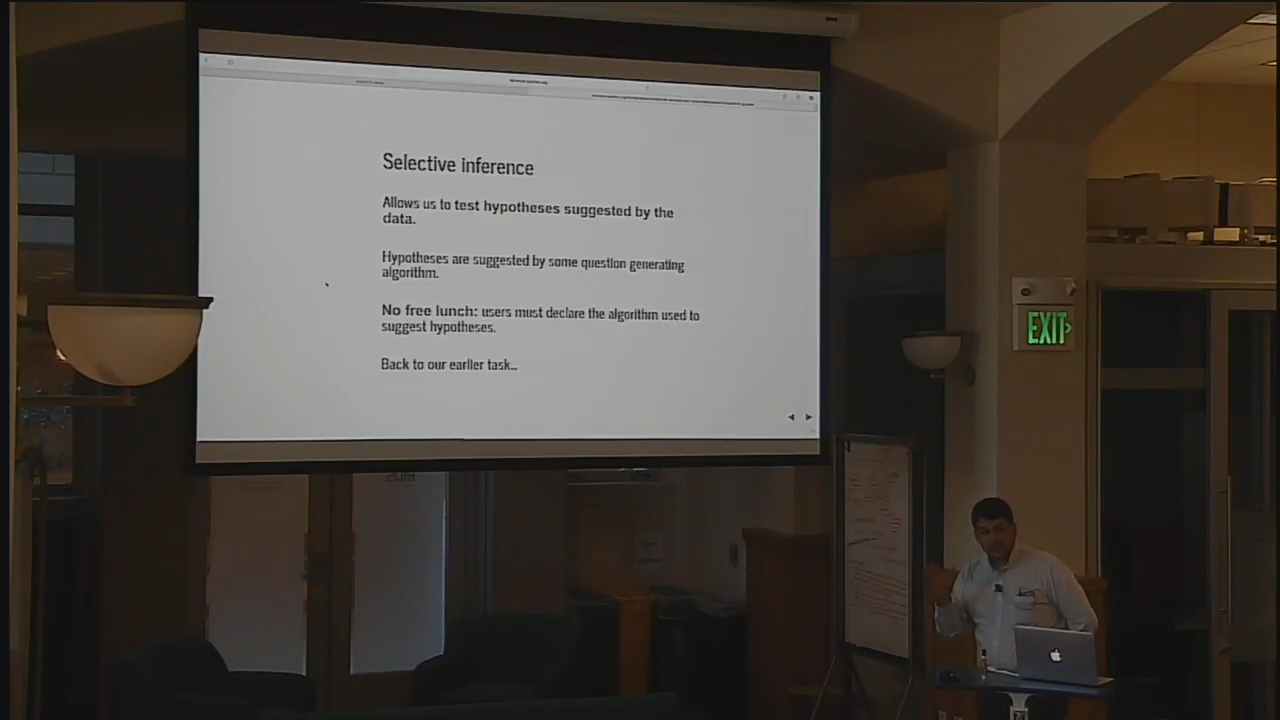 Selective inference
Allows us to test hypotheses suggested by the
data.
Hypotheses are suggested by some question generating
algorithm.
No free lunch: users must declare the algorithm used to
suggest hypotheses.
Back to our earlier task...
EXIT
2018